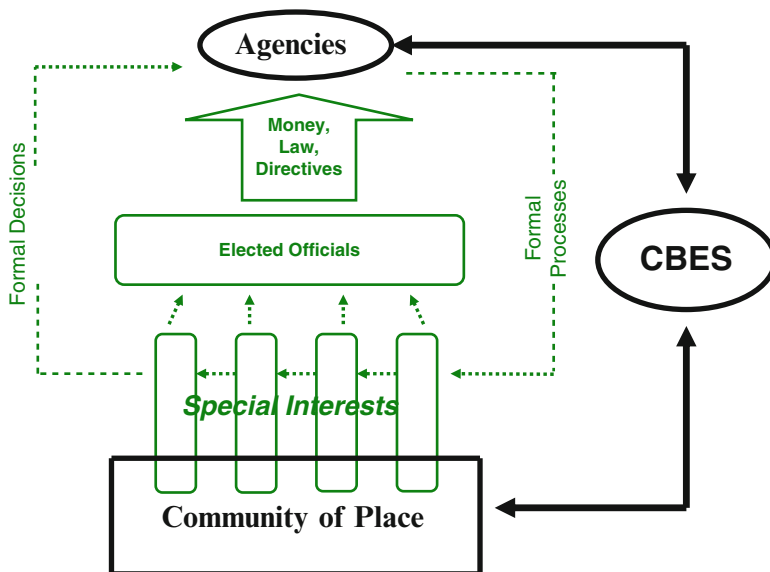 Agencies
Money,
Law,
Directives
Formal Decisions
Formal
Processes
Elected Officials
CBES
Special Interests
Community of Place